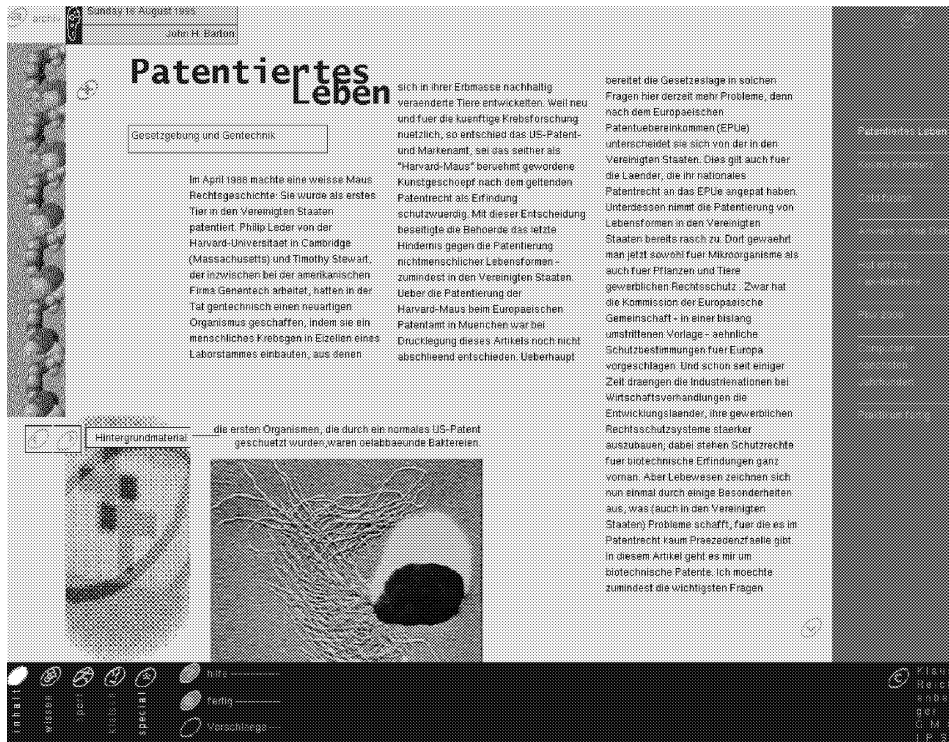 archiv
Sunday 16 August 1995
John H. Barton
Patentiertes
Leben
Gesetzgebung und Gentechnik
Im April 1988 machte eine weisse Maus
Rechtsgeschichte: Sie wurde als erstes
Tier in den Vereinigten Staaten
patentiert. Philip Leder von der
Harvard-Universitaet in Cambridge
(Massachusetts) und Timothy Stewart,
der inzwischen bei der amerikanischen
Firma Genentech arbeitet, hatten in der
Tat gentechnisch einen neuartigen
Organismus geschaffen, indem sie ein
menschliches Krebsgen in Eizellen eines
Laborstammes einbauten, aus denen
sich in ihrer Erbmasse nachhaltig
veraenderte Tiere entwickelten. Weil neu
und fuer die kuenftige Krebsforschung
nuetzlich, so entschied das US-Patent-
und Markenamt, sei das seither als
"Harvard-Maus" beruehmt gewordene
Kunstgeschoepf nach dem geltenden
Patentrecht als Erfindung
schutzwuerdig. Mit dieser Entscheidung
beseitigte die Behoerde das letzte
Hindernis gegen die Patentierung
nichtmenschlicher Lebensformen -
zumindest in den Vereinigten Staaten.
Ueber die Patentierung der
Harvard-Maus beim Europaeischen
Patentamt in Muenchen war bei
Drucklegung dieses Artikels noch nicht
abschlieend entschieden. Ueberhaupt
bereitet die Gesetzeslage in solchen
Fragen hier derzeit mehr Probleme, denn
nach dem Europaeischen
Patentuebereinkommen (EPUe)
unterscheidet sie sich von der in den
Vereinigten Staaten. Dies gilt auch fuer
die Laender, die ihr nationales
Patentrecht an das EPUe angepat haben.
Unterdessen nimmt die Patentierung von
Lebensformen in den Vereinigten
Staaten bereits rasch zu. Dort gewaehrt
man jetzt sowohl fuer Mikroorganisme als
auch fuer Pflanzen und Tiere
gewerblichen Rechtsschutz . Zwar hat
die Kommission der Europaeische
Gemeinschaft - in einer bislang
umstrittenen Vorlage - aehnliche
Schutzbestimmungen fuer Europa
vorgeschlagen. Und schon seit einiger
Zeit draengen die Industrienationen bei
Wirtschaftsverhandlungen die
Entwicklungslaender, ihre gewerblichen
Rechtsschutzsysteme staerker
auszubauen; dabei stehen Schutzrechte
fuer biotechnische Erfindungen ganz
vornan. Aber Lebewesen zeichnen sich
nun einmal durch einige Besonderheiten
aus, was (auch in den Vereinigten
Staaten) Probleme schafft, fuer die es im
Patentrecht kaum Praezedenzfaelle gibt.
In diesem Artikel geht es mir um
biotechnische Patente. Ich moechte
zumindest die wichtigsten Fragen
Patentiertes Leben
Hintergrundmaterial
die ersten Organismen, die durch ein normales US-Patent
geschuetzt wurden,waren oelabbaeunde Baktereien.
inhalt
wissen
sport
special
hilfe
fertig
Vorschlaege